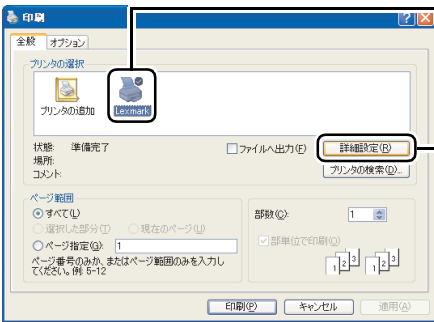 印刷
全般 オプション
プリンタの選択
プリンタの追加 Lexmark
状態: 準備完了
場所:
コメント:
ファイルへ出力(F) 詳細設定(R)
プリンタの検索(D)...
ページ範囲
すべて(L)
選択した部分(T) 現在のページ(U)
ページ指定(G): 1
ページ番号のみか、またはページ範囲のみを入力し
てください。例: 5-12
部数(C): 1
部単位で印刷(O)
1 2 3 1 2 3
印刷(P) キャンセル 適用(A)